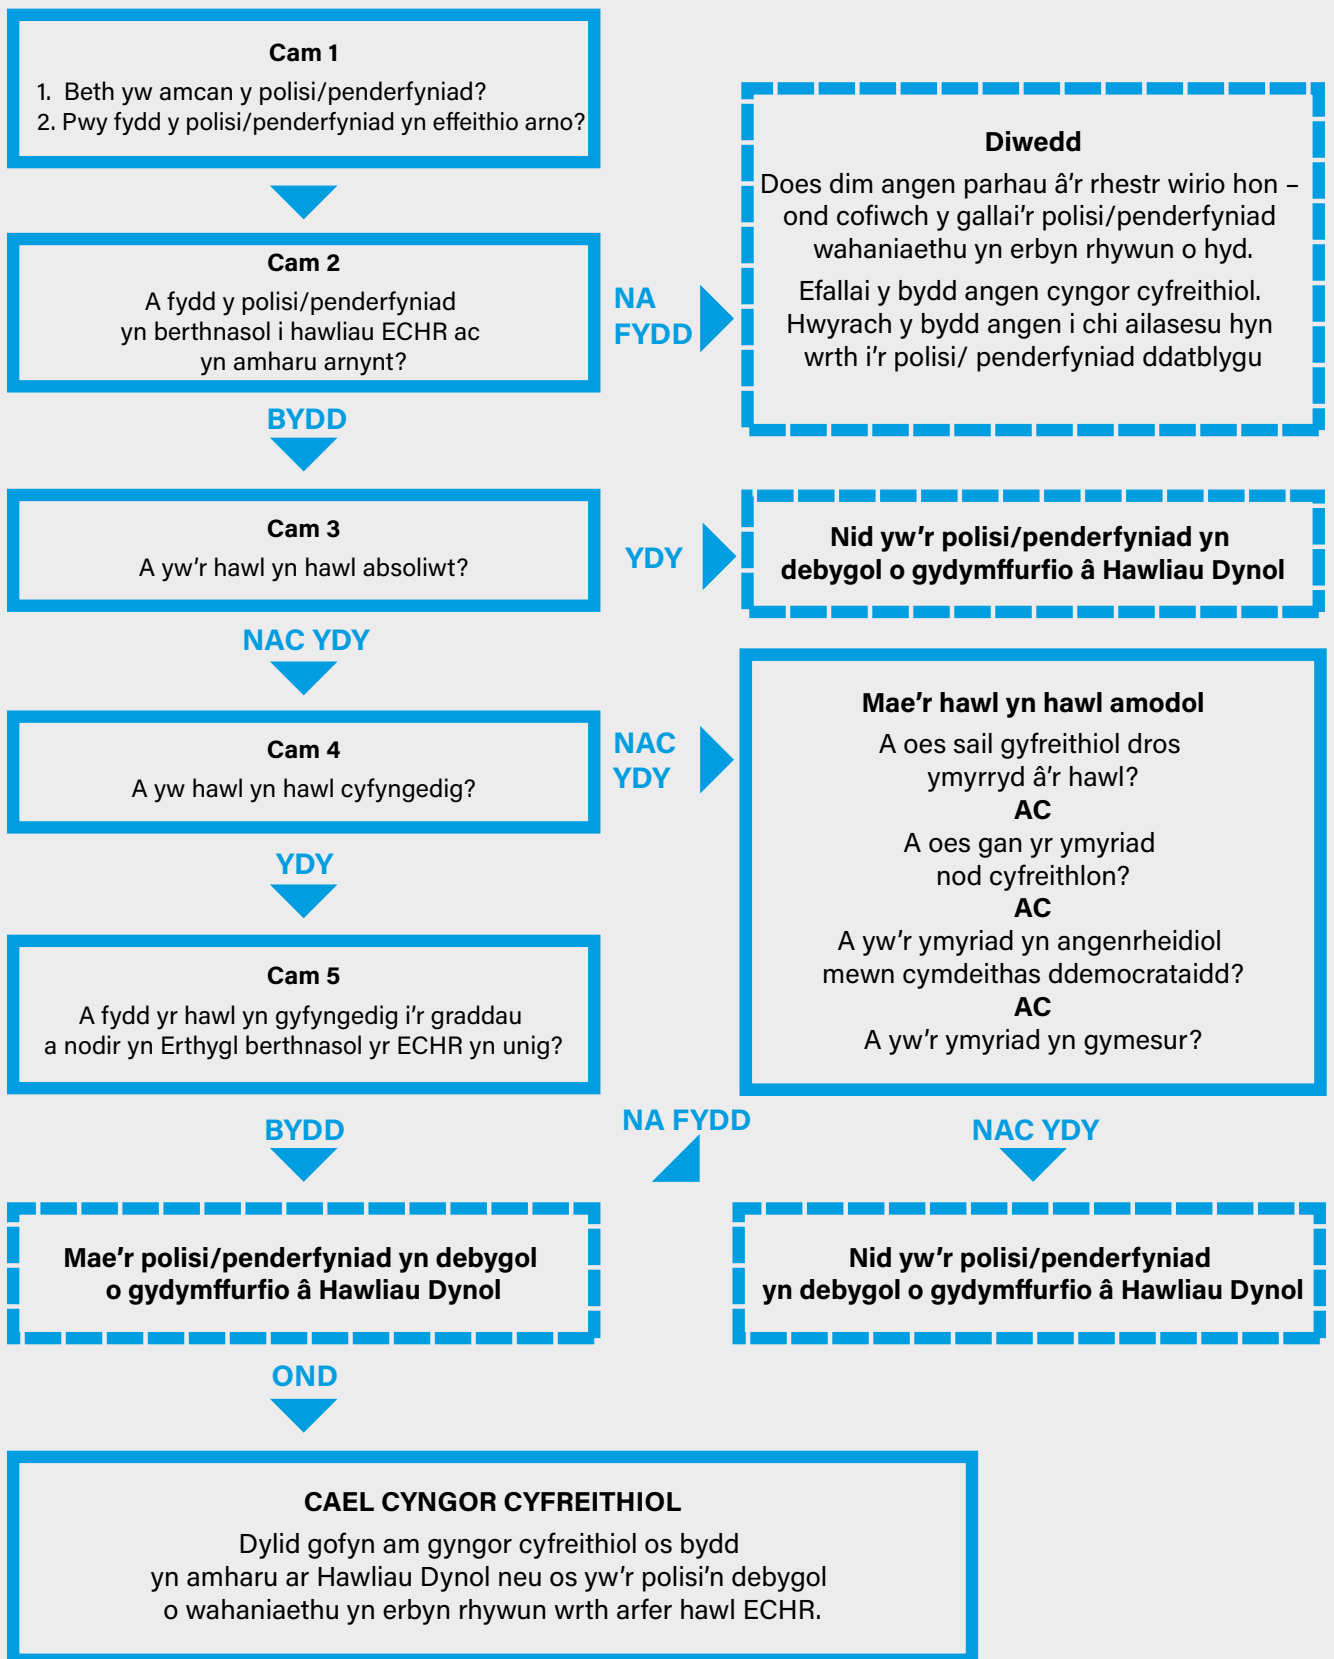 Cam 1
1. Beth yw amcan y polisi/penderfyniad?
2. Pwy fydd y polisi/penderfyniad yn effeithio arno?
Cam 2
A fydd y polisi/penderfyniad
yn berthnasol i hawliau ECHR ac
yn amharu arnynt?
NA
FYDD
Diwedd
Does dim angen parhau â'r rhestr wirio hon –
ond cofiwch y gallai'r polisi/penderfyniad
wahaniaethu yn erbyn rhywun o hyd.
Efallai y bydd angen cyngor cyfreithiol.
Hwyrach y bydd angen i chi ailasesu hyn
wrth i'r polisi/ penderfyniad ddatblygu
BYDD
Cam 3
A yw'r hawl yn hawl absoliwt?
YDY
Nid yw'r polisi/penderfyniad yn
debygol o gydymffurfio â Hawliau Dynol
NAC YDY
Cam 4
A yw hawl yn hawl cyfyngedig?
NAC
YDY
Mae'r hawl yn hawl amodol
A oes sail gyfreithiol dros
ymyrryd â'r hawl?
AC
A oes gan yr ymyriad
nod cyfreithlon?
AC
A yw'r ymyriad yn angenrheidiol
mewn cymdeithas ddemocrataidd?
AC
A yw'r ymyriad yn gymesur?
YDY
Cam 5
A fydd yr hawl yn gyfyngedig i'r graddau
a nodir yn Erthygl berthnasol yr ECHR yn unig?
BYDD
NA FYDD
NAC YDY
Mae'r polisi/penderfyniad yn debygol
o gydymffurfio â Hawliau Dynol
Nid yw'r polisi/penderfyniad
yn debygol o gydymffurfio â Hawliau Dynol
OND
CAEL CYNGOR CYFREITHIOL
Dylid gofyn am gyngor cyfreithiol os bydd
yn amharu ar Hawliau Dynol neu os yw'r polisi'n debygol
o wahaniaethu yn erbyn rhywun wrth arfer hawl ECHR.